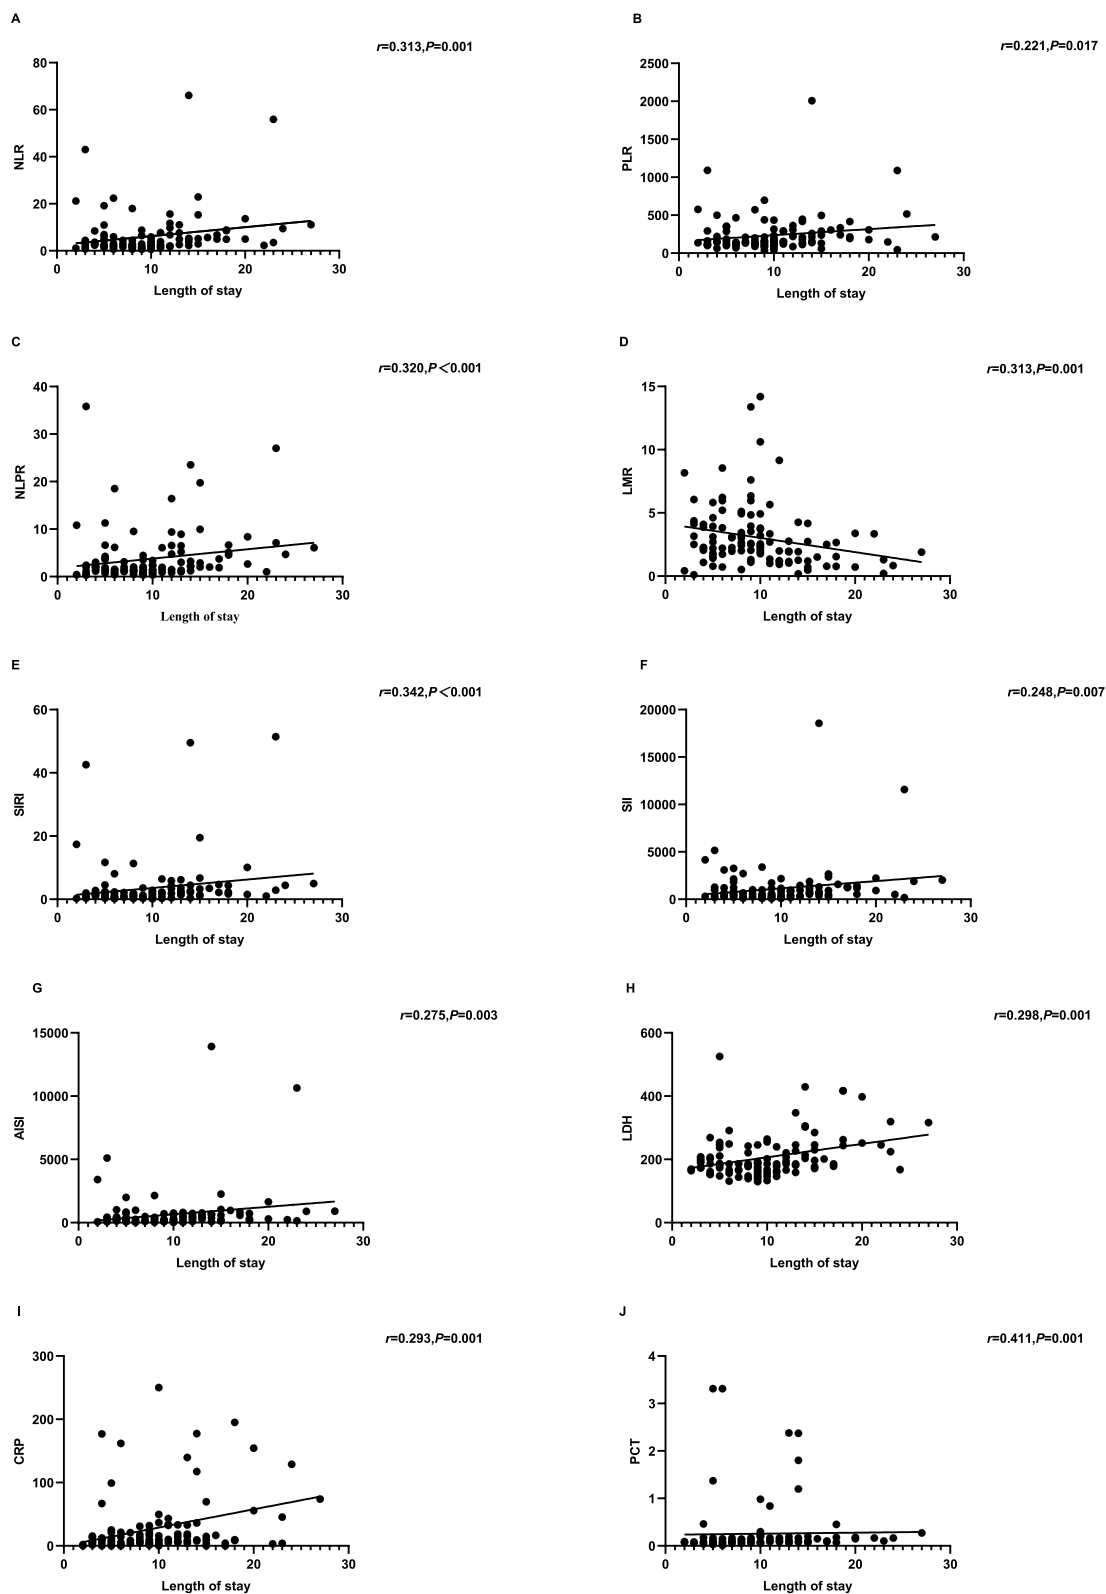 A
B
r=0.313,P=0.001
r=0.221,P=0.017
NLR
80
60
40
20
0
0 10 20 30
Length of stay
PLR
2500
2000
1500
1000
500
0
0 10 20 30
Length of stay
C
D
r=0.320,P<0.001
r=0.313,P=0.001
NLPR
40
30
20
10
0
0 10 20 30
Length of stay
LMR
15
10
5
0
0 10 20 30
Length of stay
E
F
r=0.342,P<0.001
r=0.248,P=0.007
SIRI
60
40
20
0
0 10 20 30
Length of stay
SII
20000
15000
10000
5000
0
0 10 20 30
Length of stay
G
H
r=0.275,P=0.003
r=0.298,P=0.001
AISI
15000
10000
5000
0
0 10 20 30
Length of stay
LDH
600
400
200
0
0 10 20 30
Length of stay
I
J
r=0.293,P=0.001
r=0.411,P=0.001
CRP
300
200
100
0
0 10 20 30
Length of stay
PCT
4
3
2
1
0
0 10 20 30
Length of stay